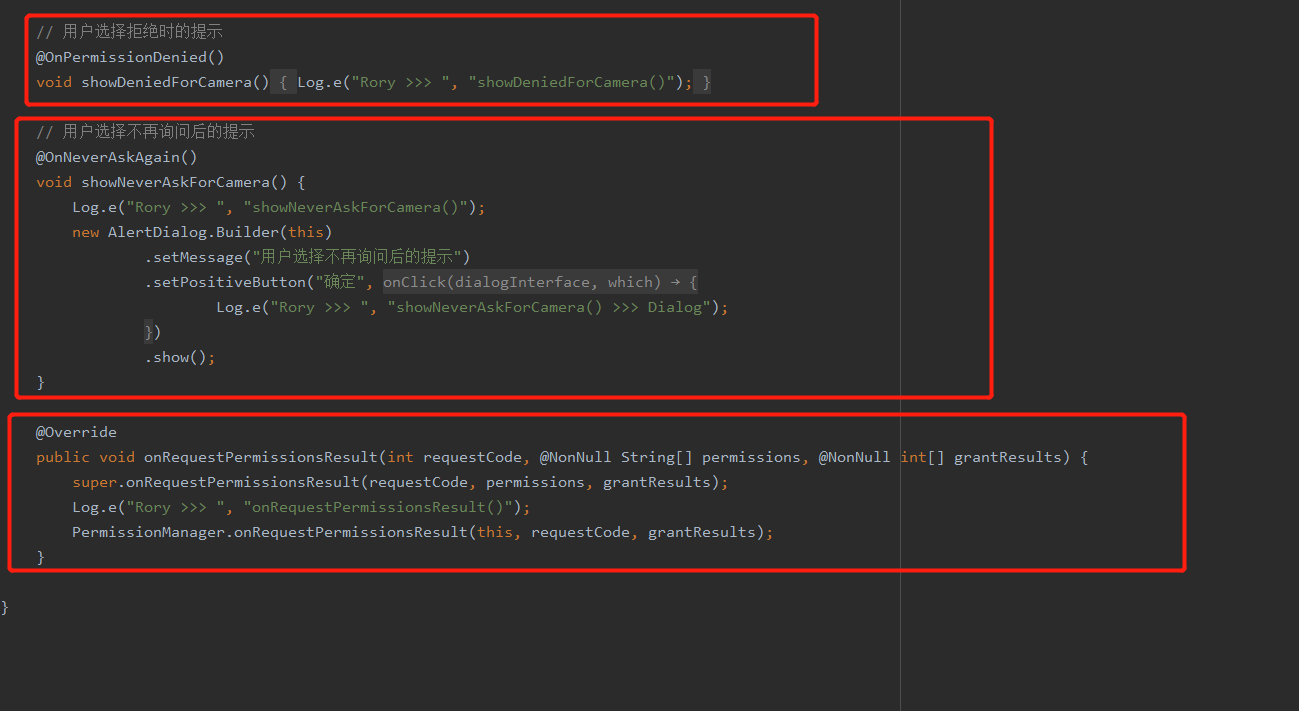 // 用户选择拒绝时的提示
@OnPermissionDenied()
void showDeniedForCamera() { Log.e("Rory >>> ", "showDeniedForCamera()"); }
// 用户选择不再询问后的提示
@OnNeverAskAgain()
void showNeverAskForCamera() {
Log.e("Rory >>> ", "showNeverAskForCamera()");
new AlertDialog.Builder(this)
.setMessage("用户选择不再询问后的提示")
.setPositiveButton("确定", onClick(dialogInterface, which) → {
Log.e("Rory >>> ", "showNeverAskForCamera() >>> Dialog");
})
.show();
}
@Override
public void onRequestPermissionsResult(int requestCode, @NonNull String[] permissions, @NonNull int[] grantResults) {
super.onRequestPermissionsResult(requestCode, permissions, grantResults);
Log.e("Rory >>> ", "onRequestPermissionsResult()");
PermissionManager.onRequestPermissionsResult(this, requestCode, grantResults);
}
}